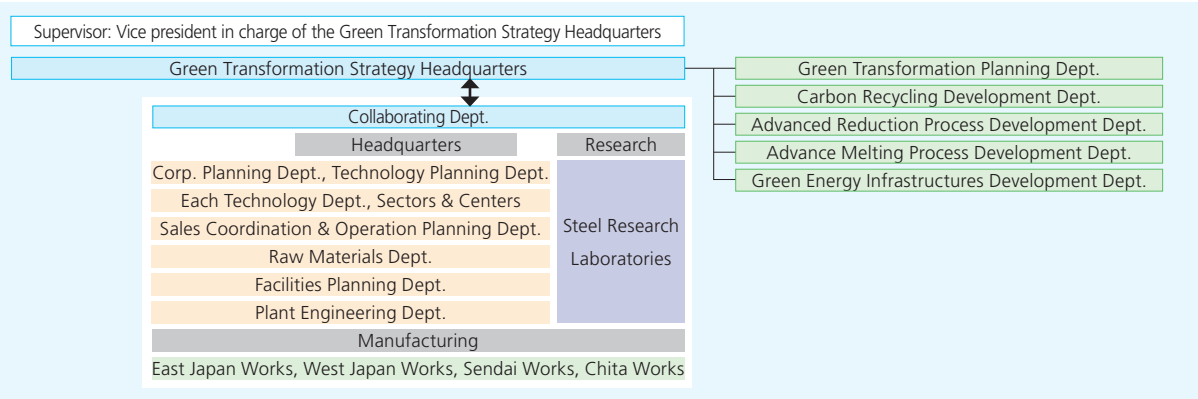 Supervisor: Vice president in charge of the Green Transformation Strategy Headquarters
Green Transformation Strategy Headquarters
Green Transformation Planning Dept.
Carbon Recycling Development Dept.
Advanced Reduction Process Development Dept.
Advance Melting Process Development Dept.
Green Energy Infrastructures Development Dept.
Collaborating Dept.
Headquarters
Corp. Planning Dept., Technology Planning Dept.
Each Technology Dept., Sectors & Centers
Sales Coordination & Operation Planning Dept.
Raw Materials Dept.
Facilities Planning Dept.
Plant Engineering Dept.
Research
Steel Research
Laboratories
Manufacturing
East Japan Works, West Japan Works, Sendai Works, Chita Works